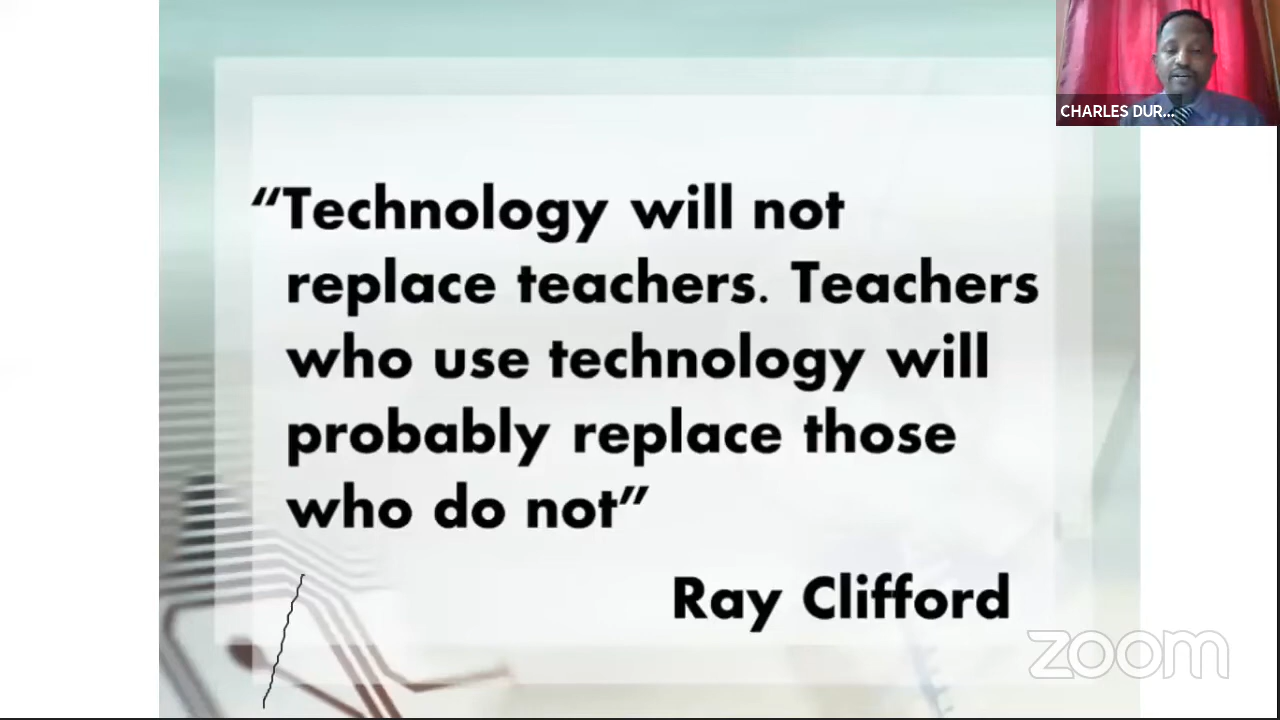 CHARLES DUR...
“Technology will not
replace teachers. Teachers
who use technology will
probably replace those
who do not”
Ray Clifford
zoom